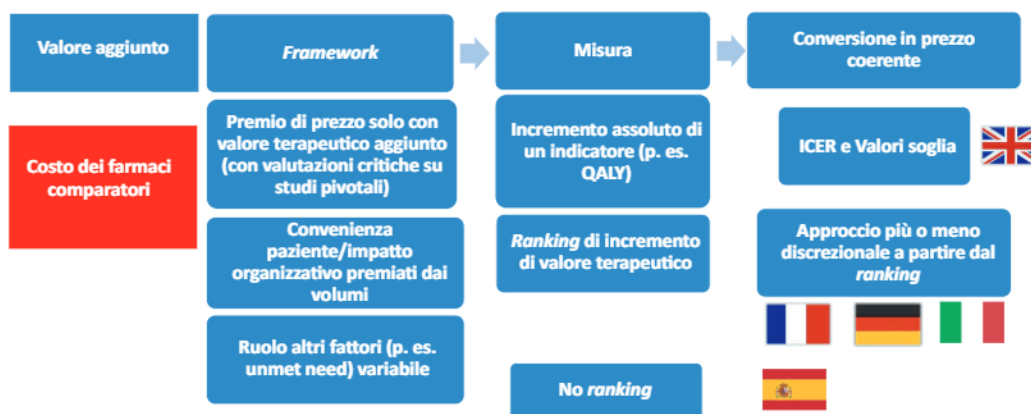 Valore aggiunto
Framework
Misura
Conversione in prezzo
coerente
Costo dei farmaci
comparatori
Premio di prezzo solo con
valore terapeutico aggiunto
(con valutazioni critiche su
studi pivotali)
Incremento assoluto di
un indicatore (p. es.
QALY)
ICER e Valori soglia
Convenienza
paziente/impatto
organizzativo premiati dai
volumi
Ranking di incremento
di valore terapeutico
Approccio più o meno
discrezionale a partire dal
ranking
Ruolo altri fattori (p. es.
unmet need) variabile
No ranking